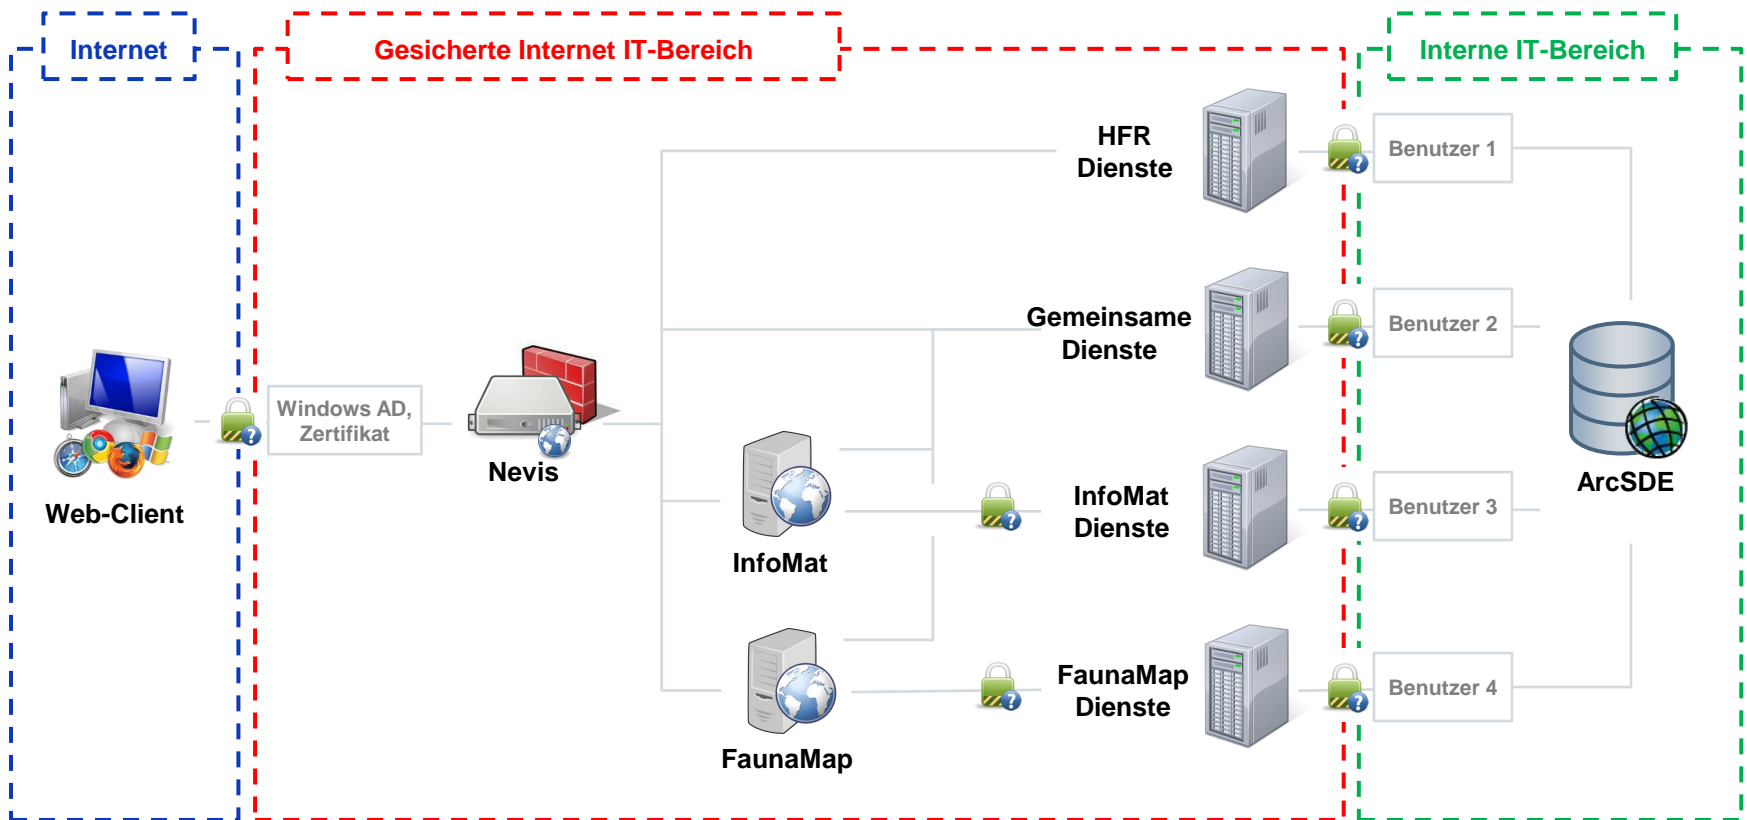 Internet
Gesicherte Internet IT-Bereich
Interne IT-Bereich
HFR
Dienste
Benutzer 1
Gemeinsame
Dienste
Benutzer 2
Windows AD,
Zertifikat
Nevis
Web-Client
InfoMat
InfoMat
Dienste
Benutzer 3
ArcSDE
FaunaMap
FaunaMap
Dienste
Benutzer 4